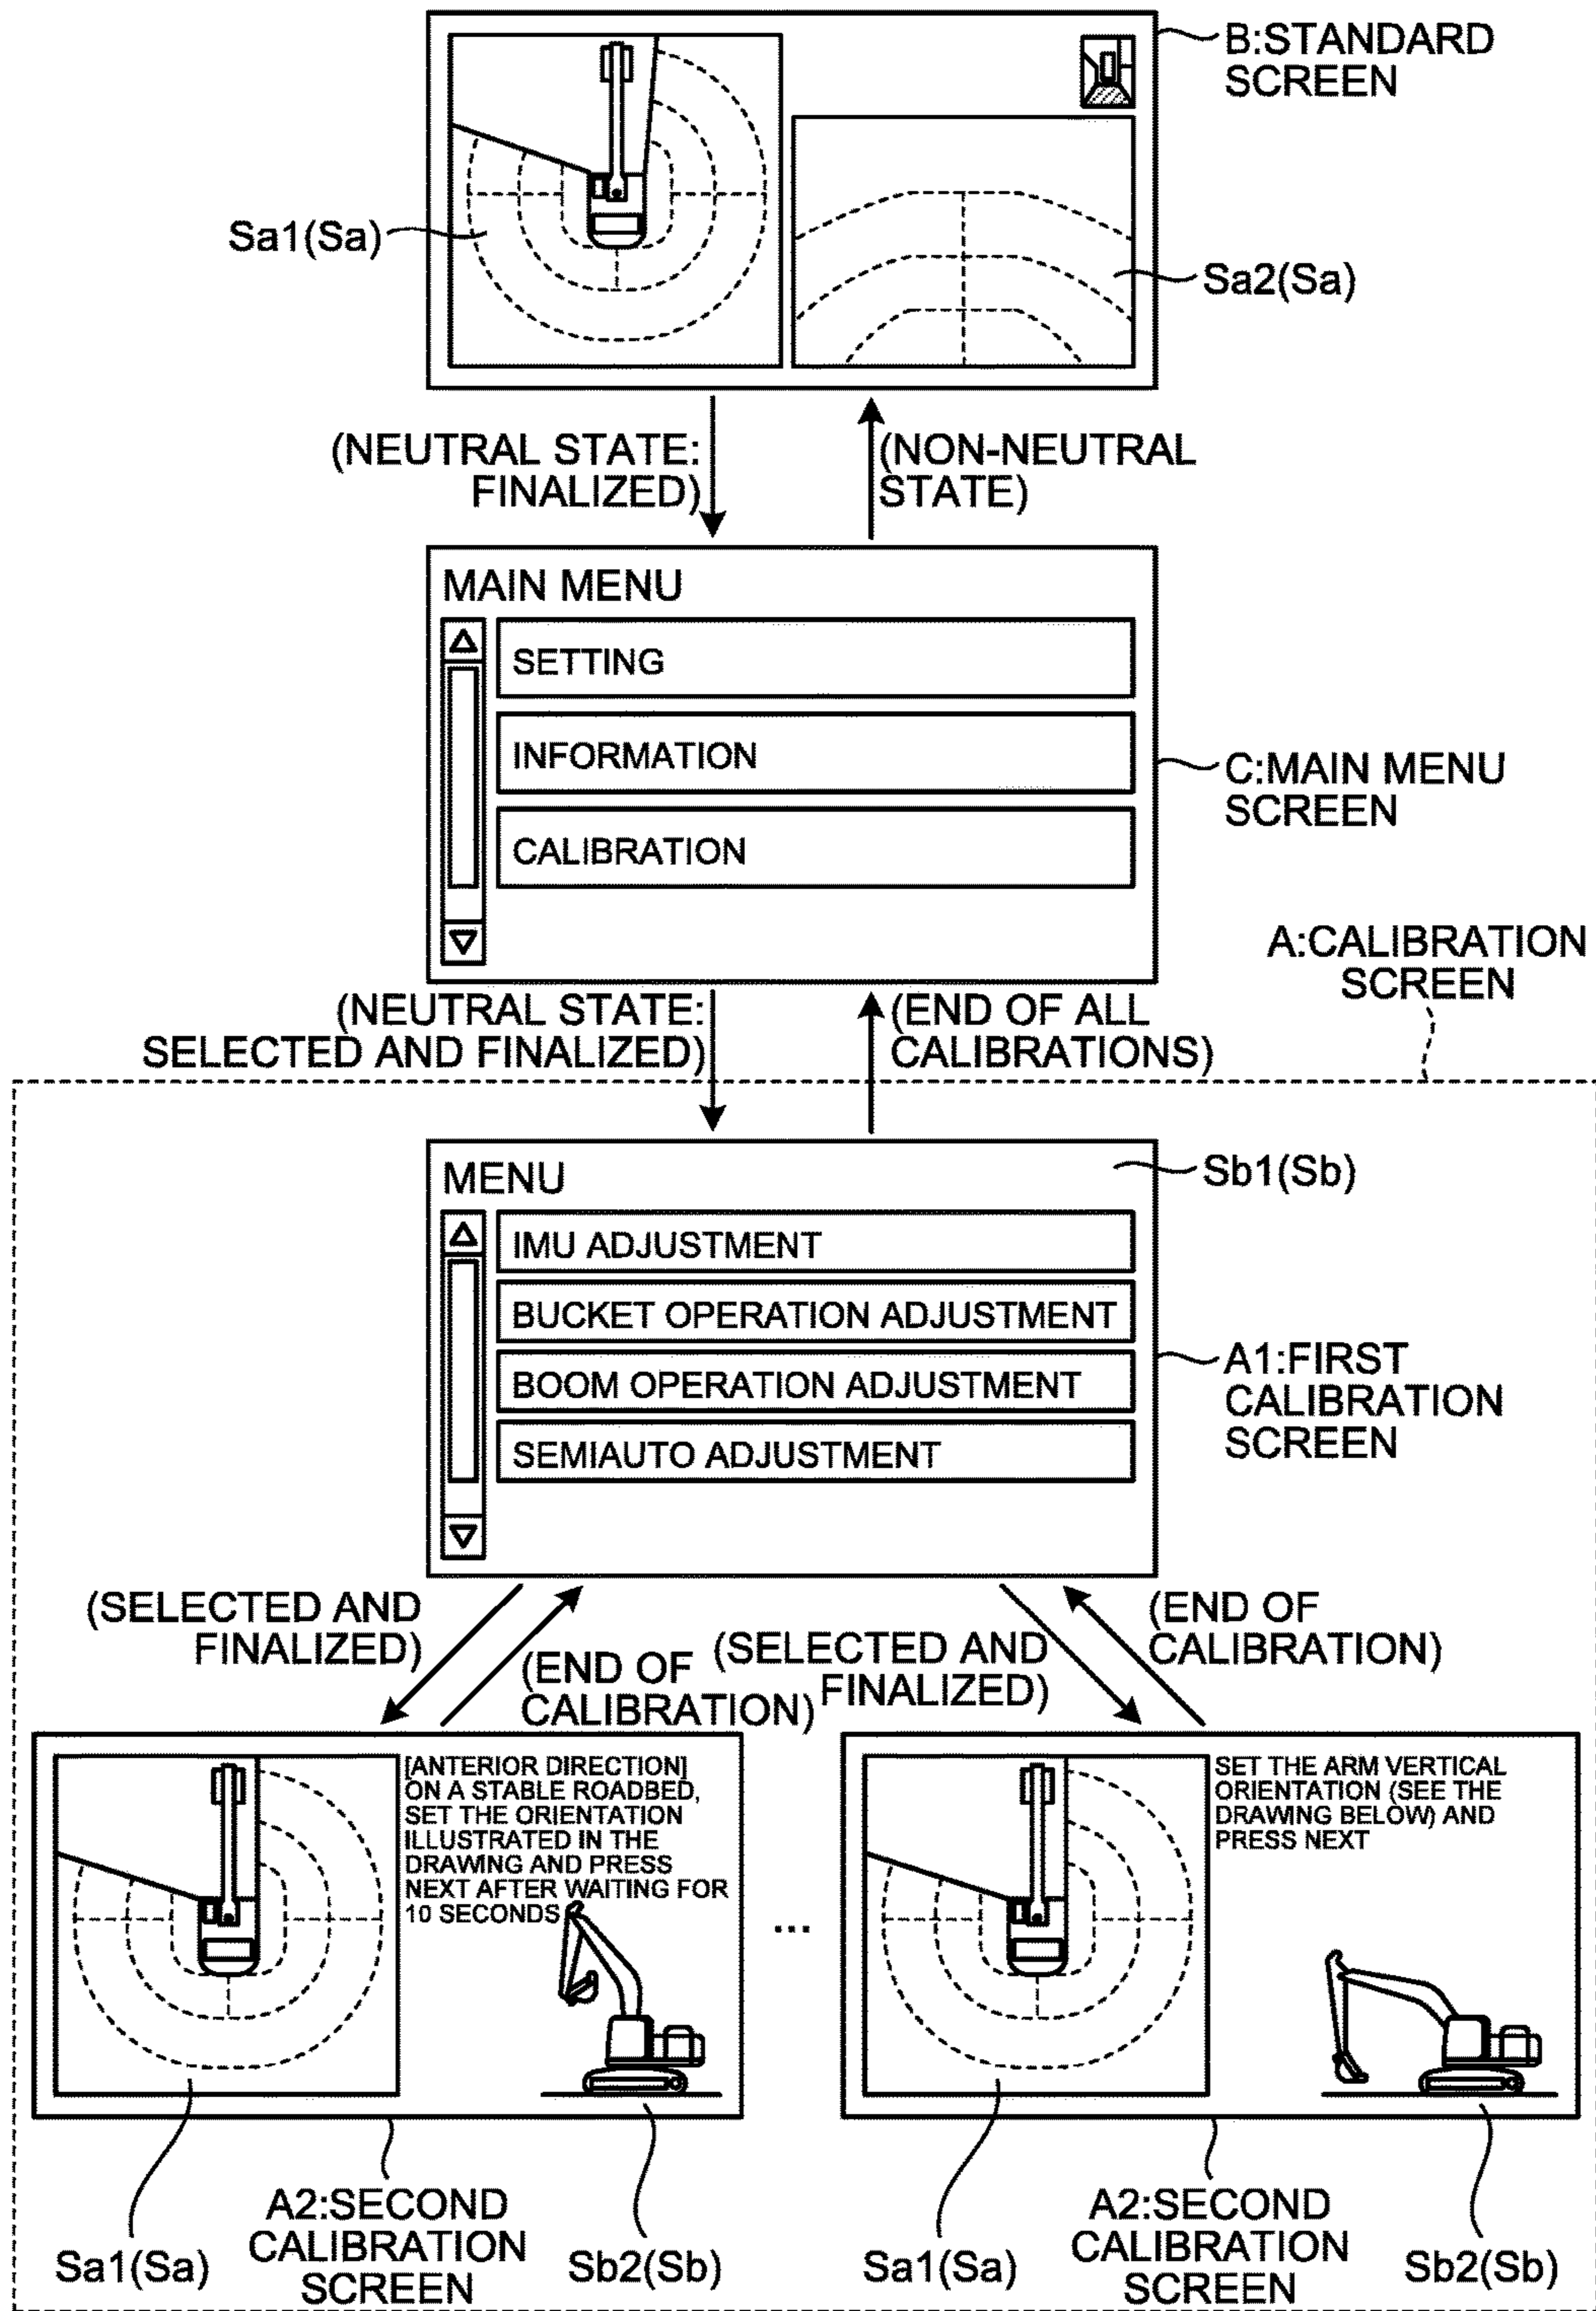 B:STANDARD
SCREEN
Sa1(Sa)
Sa2(Sa)
(NEUTRAL STATE:
FINALIZED)
(NON-NEUTRAL
STATE)
MAIN MENU
SETTING
INFORMATION
CALIBRATION
C:MAIN MENU
SCREEN
A:CALIBRATION
SCREEN
(NEUTRAL STATE:
SELECTED AND FINALIZED)
(END OF ALL
CALIBRATIONS)
MENU
Sb1(Sb)
IMU ADJUSTMENT
BUCKET OPERATION ADJUSTMENT
BOOM OPERATION ADJUSTMENT
SEMIAUTO ADJUSTMENT
A1:FIRST
CALIBRATION
SCREEN
(SELECTED AND
FINALIZED)
(END OF
CALIBRATION)
(SELECTED AND
FINALIZED)
(END OF
CALIBRATION)
[ANTERIOR DIRECTION]
ON A STABLE ROADBED,
SET THE ORIENTATION
ILLUSTRATED IN THE
DRAWING AND PRESS
NEXT AFTER WAITING FOR
10 SECONDS
...
SET THE ARM VERTICAL
ORIENTATION (SEE THE
DRAWING BELOW) AND
PRESS NEXT
Sa1(Sa)
A2:SECOND
CALIBRATION
SCREEN
Sb2(Sb)
Sa1(Sa)
A2:SECOND
CALIBRATION
SCREEN
Sb2(Sb)